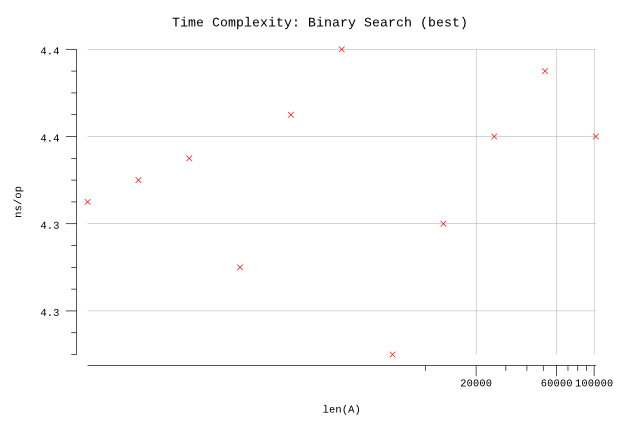 Time Complexity: Binary Search (best)
4.4
4.4
4.3
4.3
ns/op
20000
60000
100000
len(A)